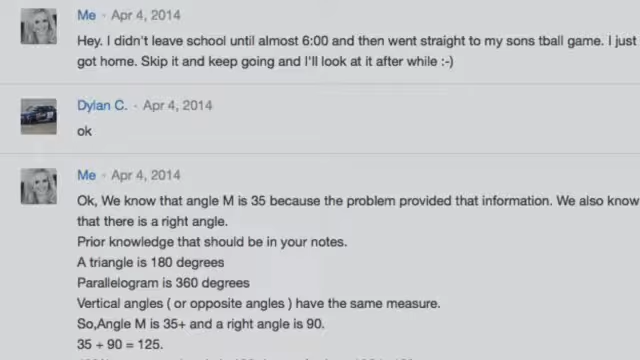 Me · Apr 4, 2014
Hey. I didn't leave school until almost 6:00 and then went straight to my sons tball game. I just
got home. Skip it and keep going and I'll look at it after while :-)
Dylan C. · Apr 4, 2014
ok
Me · Apr 4, 2014
Ok, We know that angle M is 35 because the problem provided that information. We also know
that there is a right angle.
Prior knowledge that should be in your notes.
A triangle is 180 degrees
Parallelogram is 360 degrees
Vertical angles ( or opposite angles ) have the same measure.
So,Angle M is 35+ and a right angle is 90.
35 + 90 = 125.